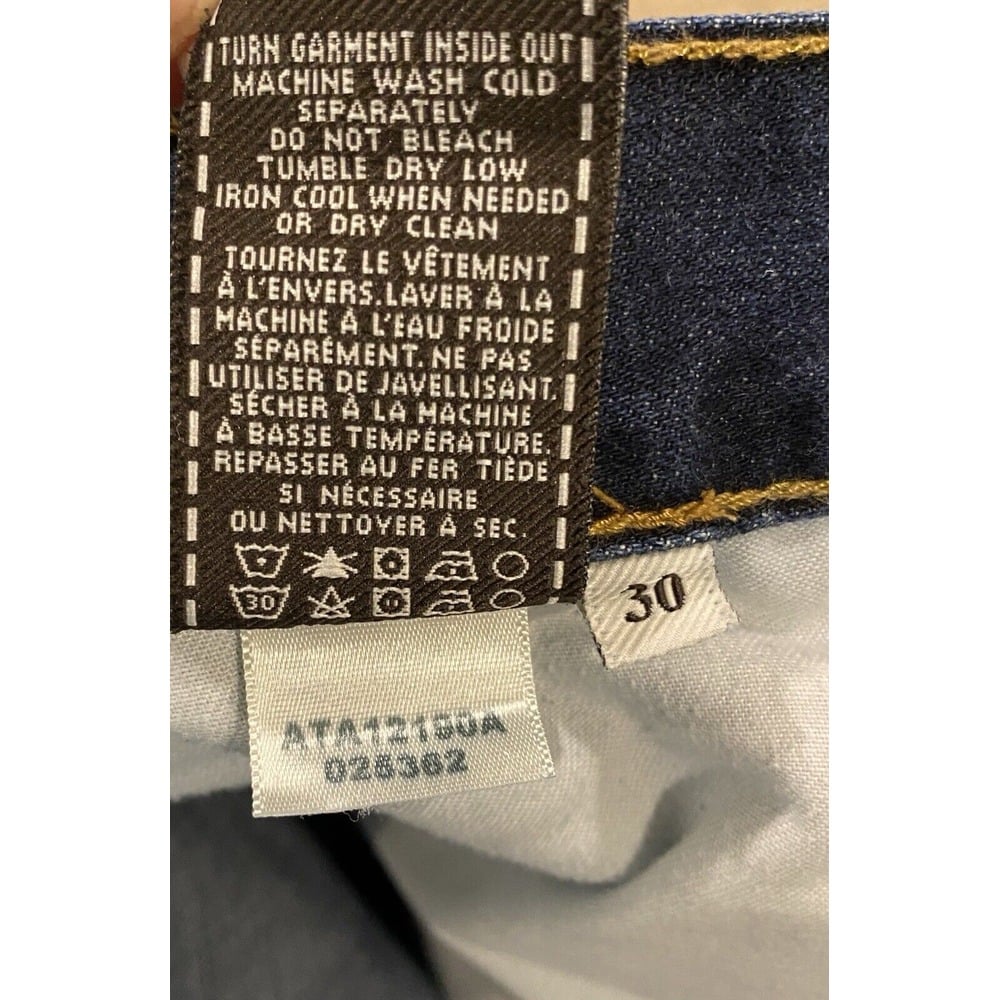 TURN GARMENT INSIDE OUT
MACHINE WASH COLD
SEPARATELY
DO NOT BLEACH
TUMBLE DRY LOW
IRON COOL WHEN NEEDED
OR DRY CLEAN
TOURNEZ LE VÊTEMENT
À L'ENVERS. LAVER À LA
MACHINE À L'EAU FROIDE
SÉPARÉMENT. NE PAS
UTILISER DE JAVELLISANT.
SÉCHER À LA MACHINE
À BASSE TEMPÉRATURE.
REPASSER AU FER TIÈDE
SI NÉCESSAIRE
OU NETTOYER À SEC.
30
30
ATA12150A
028362